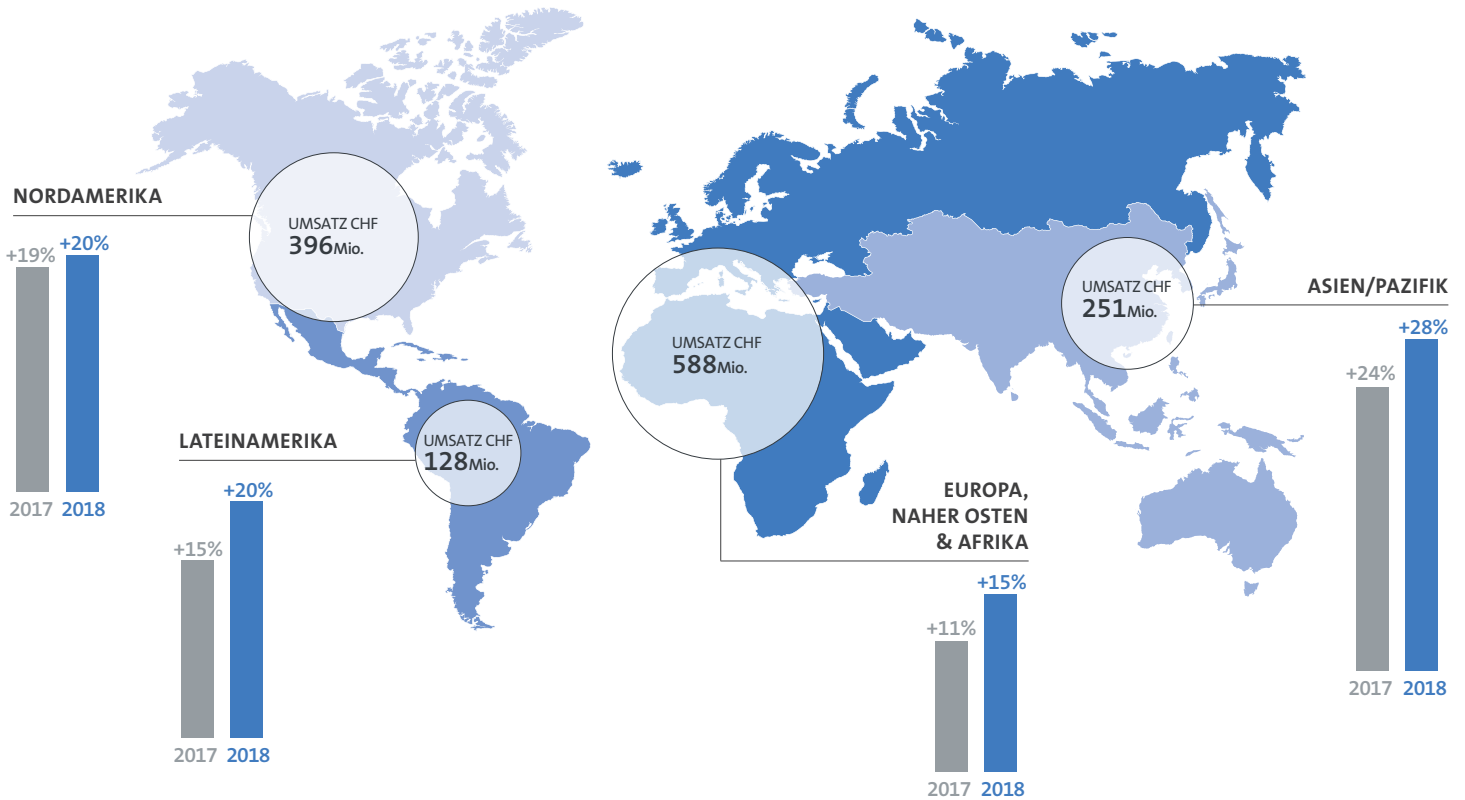 NORDAMERIKA
+19%
+20%
2017
2018
UMSATZ CHF
396Mio.
LATEINAMERIKA
+15%
+20%
2017
2018
UMSATZ CHF
128Mio.
UMSATZ CHF
588Mio.
EUROPA,
NAHER OSTEN
& AFRIKA
+11%
+15%
2017
2018
UMSATZ CHF
251Mio.
ASIEN/PAZIFIK
+24%
+28%
2017
2018